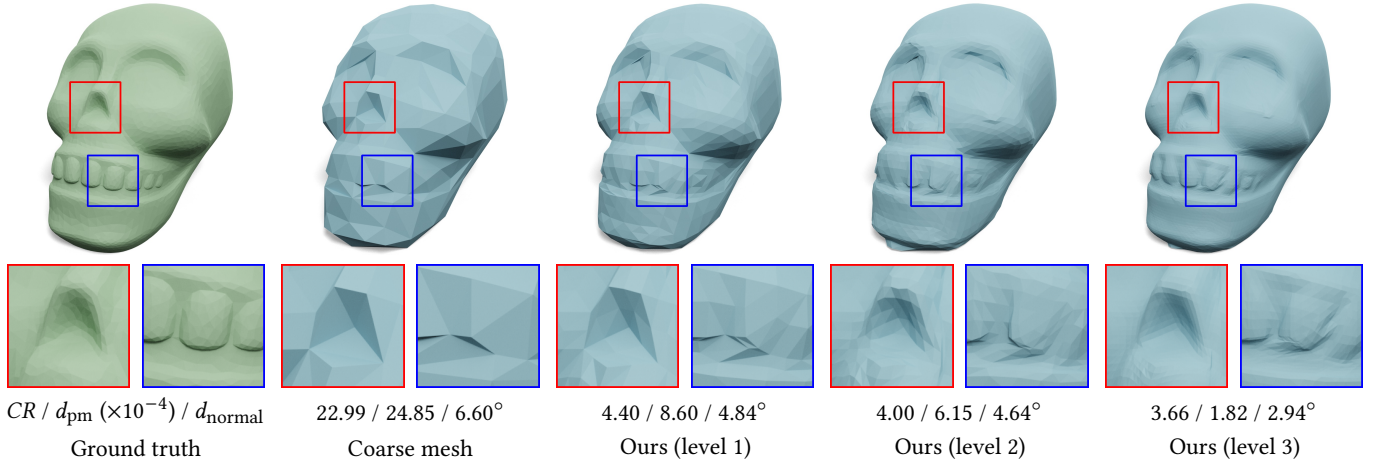 CR / d_pm (×10^−4) / d_normal
22.99 / 24.85 / 6.60°
4.40 / 8.60 / 4.84°
4.00 / 6.15 / 4.64°
3.66 / 1.82 / 2.94°
Ground truth
Coarse mesh
Ours (level 1)
Ours (level 2)
Ours (level 3)